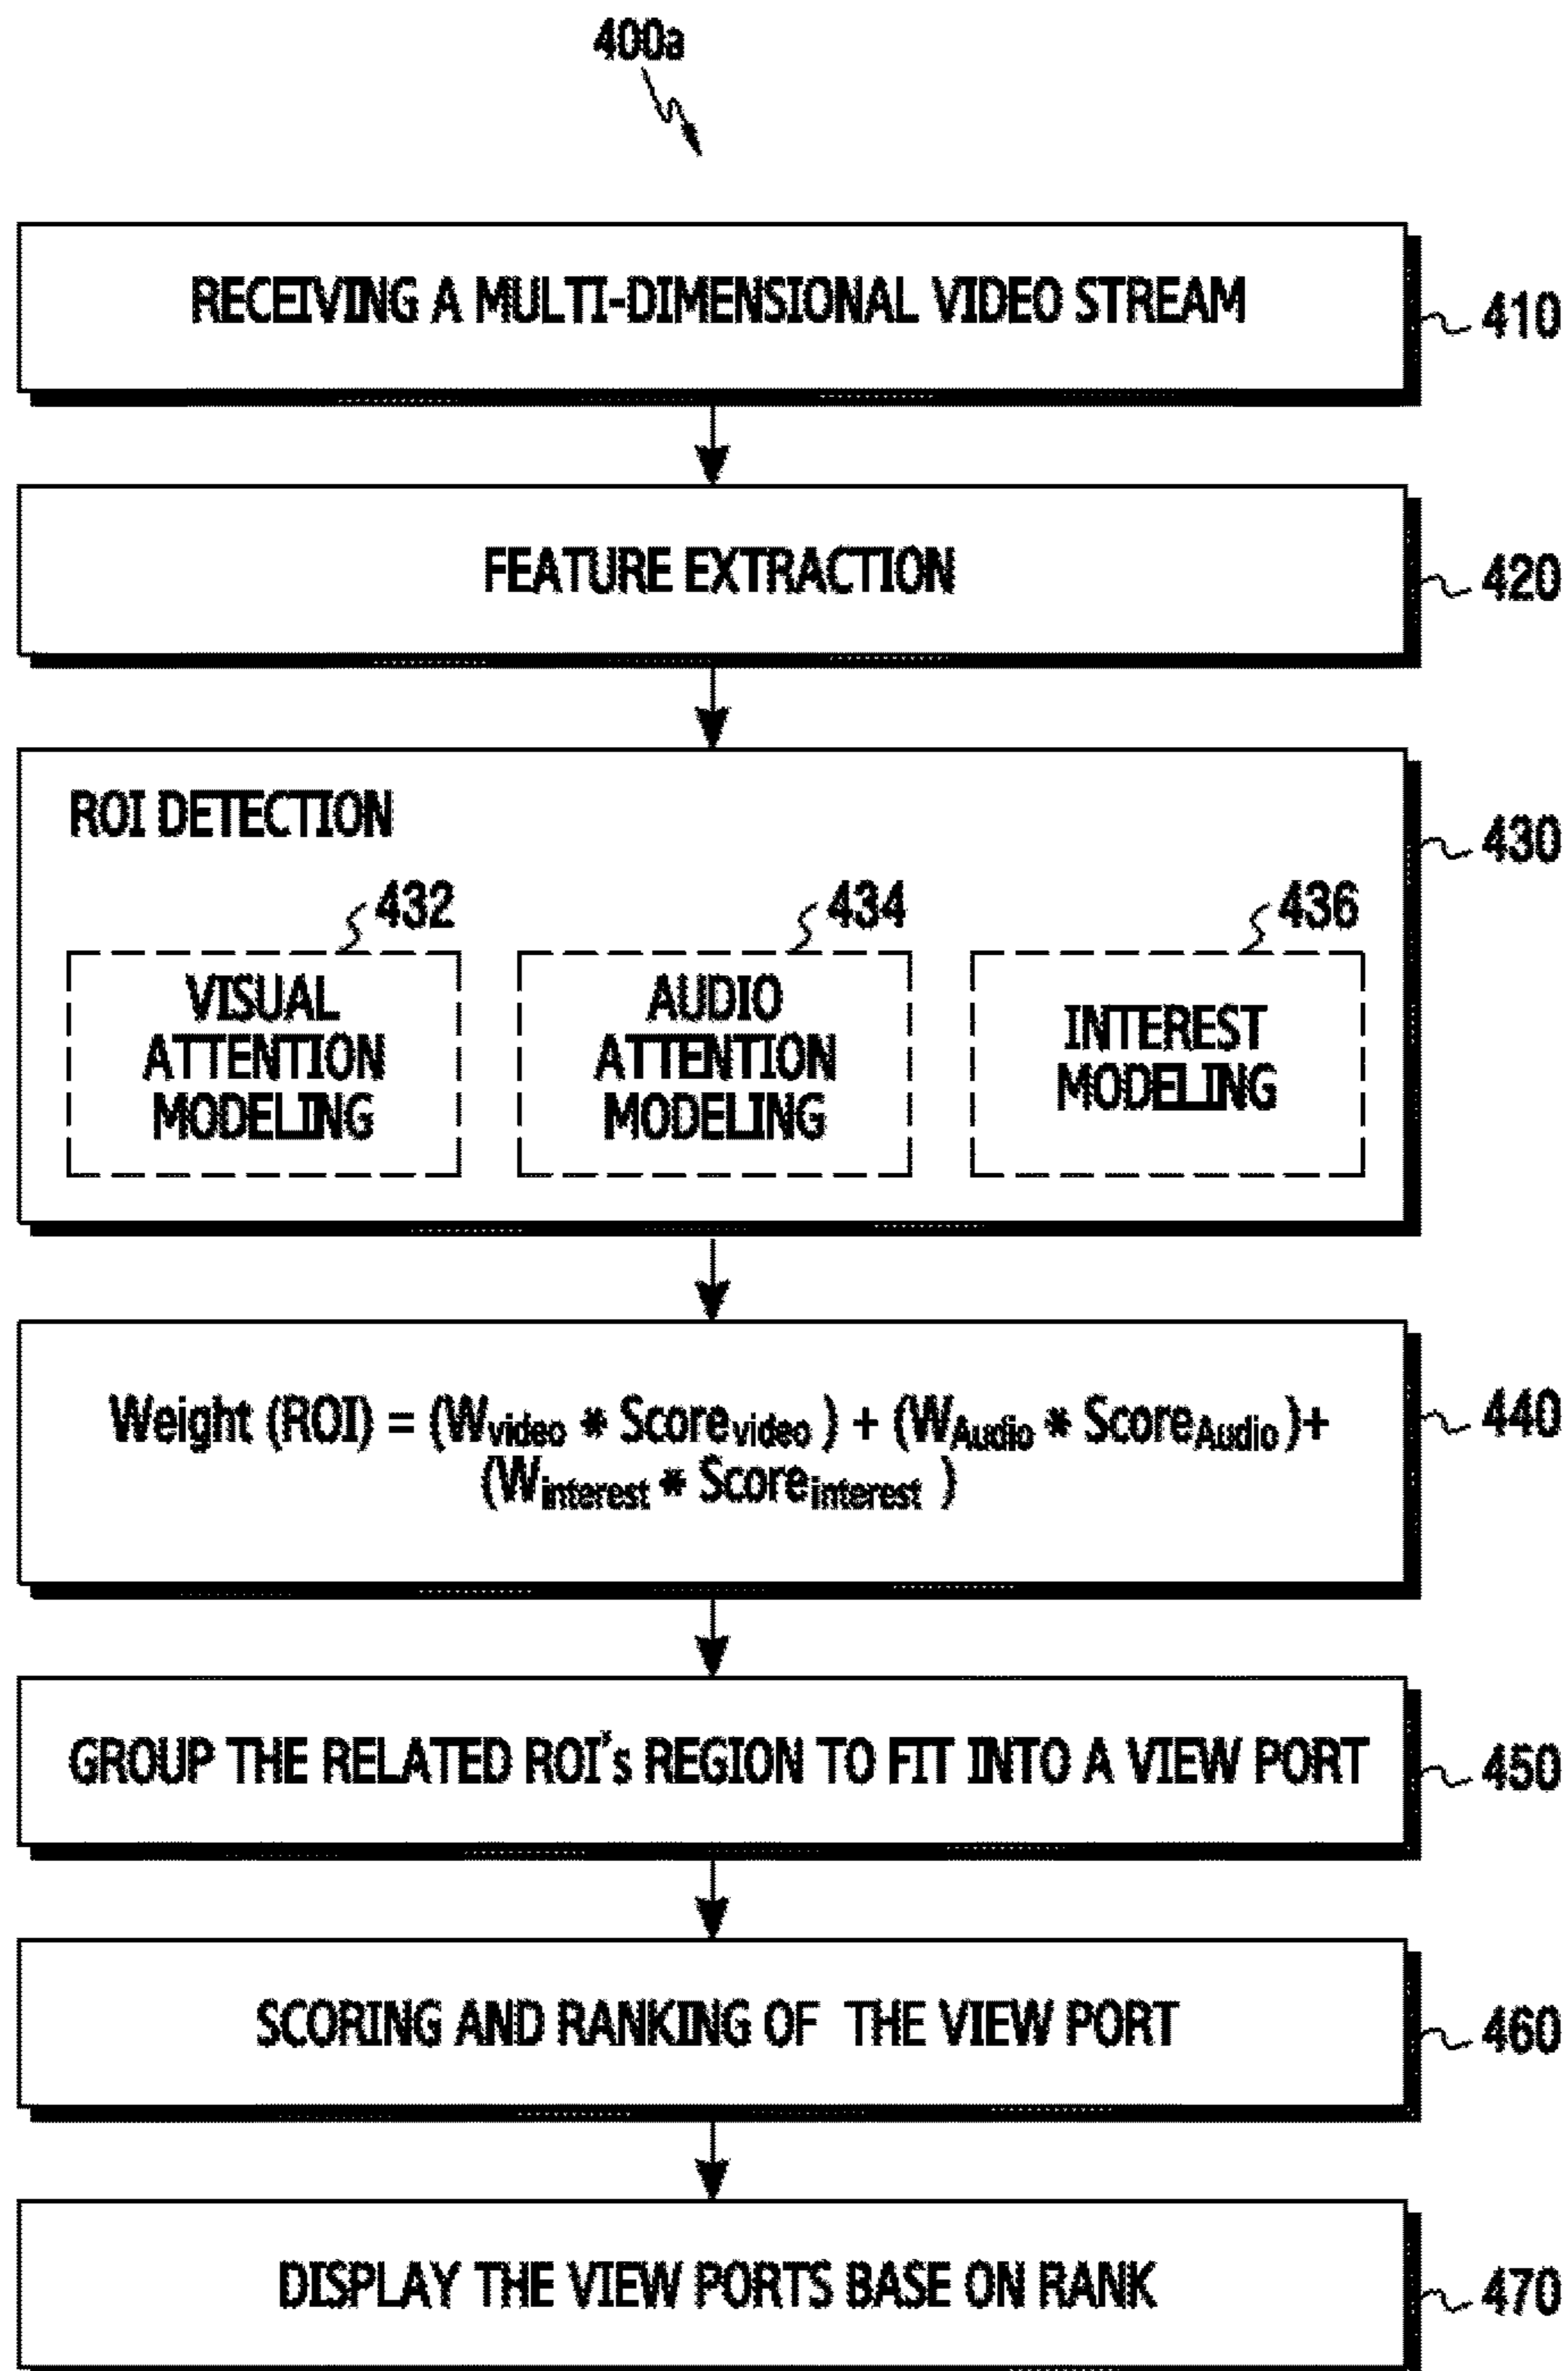 400a
RECEIVING A MULTI-DIMENSIONAL VIDEO STREAM
410
FEATURE EXTRACTION
420
ROI DETECTION
430
432
VISUAL
ATTENTION
MODELING
434
AUDIO
ATTENTION
MODELING
436
INTEREST
MODELING
Weight (ROI) = (Wvideo * Scorevideo ) + (WAudio * ScoreAudio )+
(Winterest * Scoreinterest )
440
GROUP THE RELATED ROI's REGION TO FIT INTO A VIEW PORT
450
SCORING AND RANKING OF THE VIEW PORT
460
DISPLAY THE VIEW PORTS BASE ON RANK
470